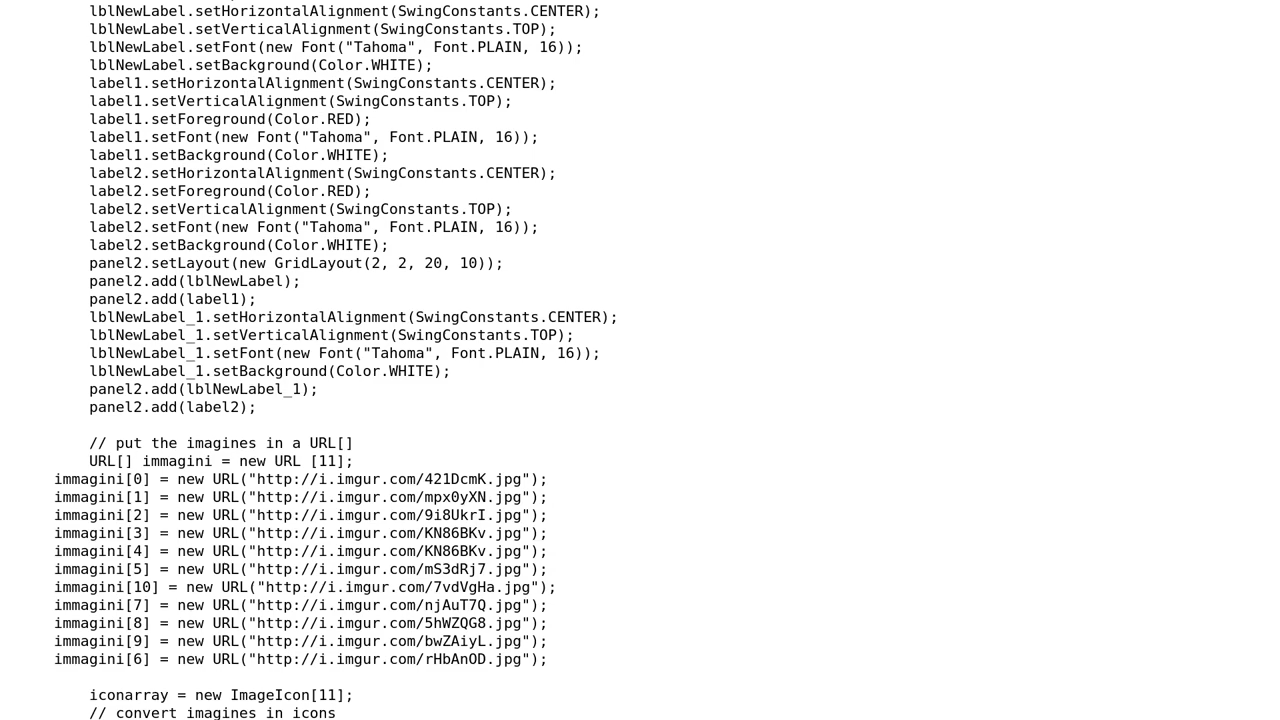 lblNewLabel.setHorizontalAlignment(SwingConstants.CENTER);
lblNewLabel.setVerticalAlignment(SwingConstants.TOP);
lblNewLabel.setFont(new Font("Tahoma", Font.PLAIN, 16));
lblNewLabel.setBackground(Color.WHITE);
label1.setHorizontalAlignment(SwingConstants.CENTER);
label1.setVerticalAlignment(SwingConstants.TOP);
label1.setForeground(Color.RED);
label1.setFont(new Font("Tahoma", Font.PLAIN, 16));
label1.setBackground(Color.WHITE);
label2.setHorizontalAlignment(SwingConstants.CENTER);
label2.setForeground(Color.RED);
label2.setVerticalAlignment(SwingConstants.TOP);
label2.setFont(new Font("Tahoma", Font.PLAIN, 16));
label2.setBackground(Color.WHITE);
panel2.setLayout(new GridLayout(2, 2, 20, 10));
panel2.add(lblNewLabel);
panel2.add(label1);
lblNewLabel_1.setHorizontalAlignment(SwingConstants.CENTER);
lblNewLabel_1.setVerticalAlignment(SwingConstants.TOP);
lblNewLabel_1.setFont(new Font("Tahoma", Font.PLAIN, 16));
lblNewLabel_1.setBackground(Color.WHITE);
panel2.add(lblNewLabel_1);
panel2.add(label2);
// put the imagines in a URL[]
URL[] immagini = new URL [11];
immagini[0] = new URL("http://i.imgur.com/421DcmK.jpg");
immagini[1] = new URL("http://i.imgur.com/mpx0yXN.jpg");
immagini[2] = new URL("http://i.imgur.com/9i8UkrI.jpg");
immagini[3] = new URL("http://i.imgur.com/KN86BKv.jpg");
immagini[4] = new URL("http://i.imgur.com/KN86BKv.jpg");
immagini[5] = new URL("http://i.imgur.com/mS3dRj7.jpg");
immagini[10] = new URL("http://i.imgur.com/7vdVgHa.jpg");
immagini[7] = new URL("http://i.imgur.com/njAuT7Q.jpg");
immagini[8] = new URL("http://i.imgur.com/5hWZQG8.jpg");
immagini[9] = new URL("http://i.imgur.com/bwZAiyL.jpg");
immagini[6] = new URL("http://i.imgur.com/rHbAnOD.jpg");
iconarray = new ImageIcon[11];
// convert imagines in icons